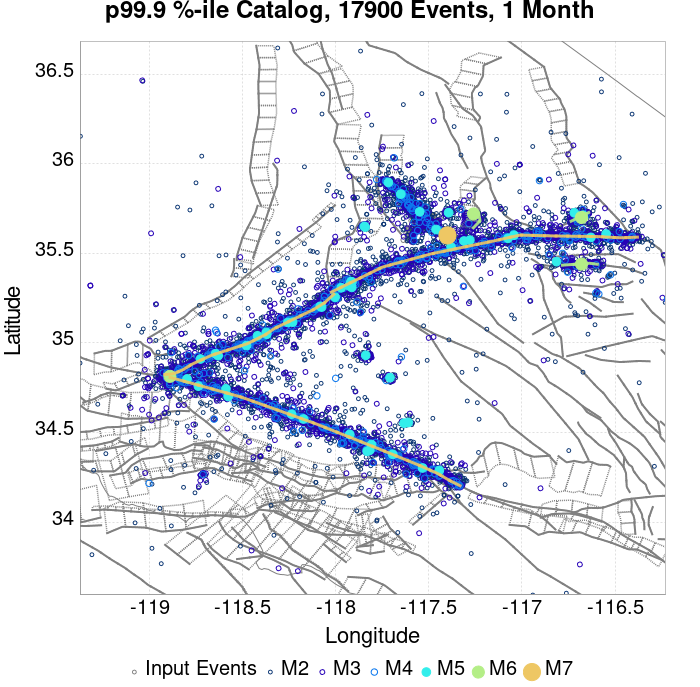 p99.9 %-ile Catalog, 17900 Events, 1 Month
36.5
36
35.5
35
34.5
34
Latitude
-119 -118.5 -118 -117.5 -117 -116.5
Longitude
Input Events M2 M3 M4 M5 M6 M7